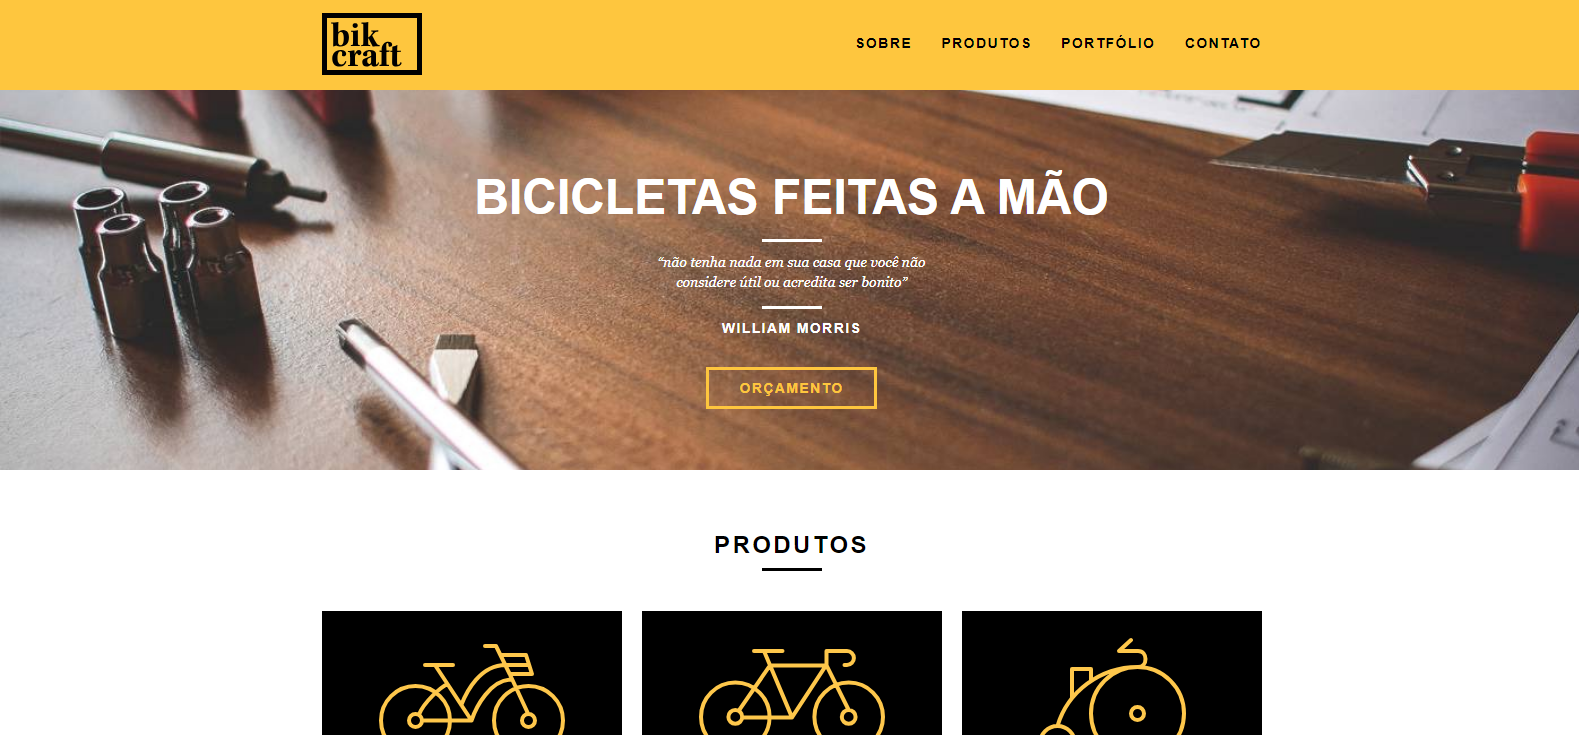 bik
craft
SOBRE PRODUTOS PORTFÓLIO CONTATO
BICICLETAS FEITAS A MÃO
“não tenha nada em sua casa que você não
considere útil ou acredita ser bonito”
WILLIAM MORRIS
ORÇAMENTO
PRODUTOS